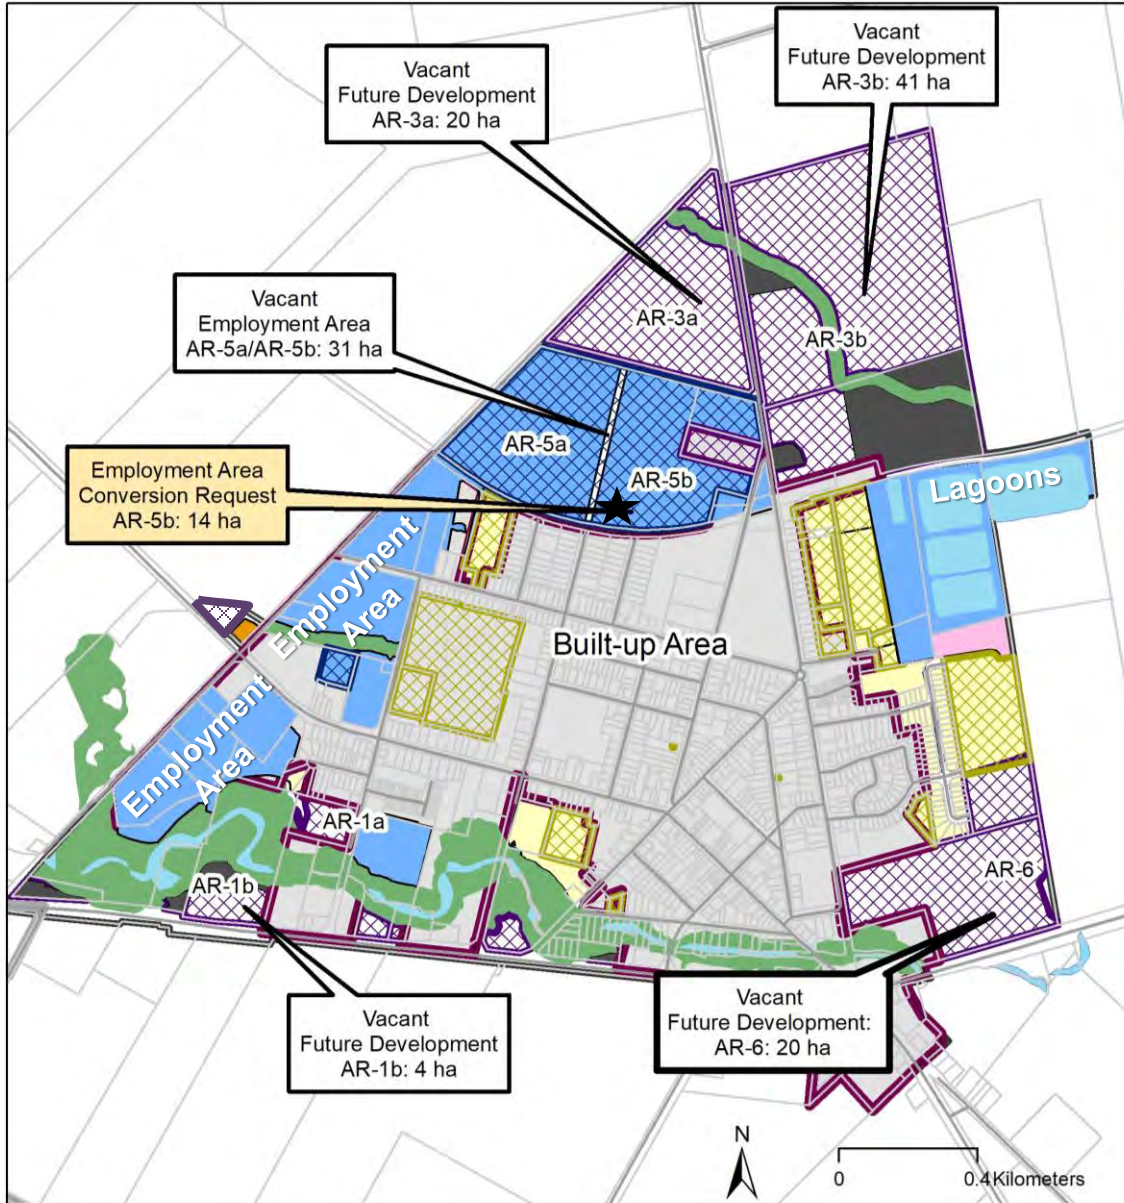 Vacant
Future Development
AR-3b: 41 ha
Vacant
Future Development
AR-3a: 20 ha
Vacant
Employment Area
AR-5a/AR-5b: 31 ha
AR-3a
AR-3b
AR-5a
AR-5b
Employment Area
Conversion Request
AR-5b: 14 ha
Lagoons
Employment
Area
Built-up Area
Employment
Area
AR-1a
AR-1b
AR-6
Vacant
Future Development
AR-1b: 4 ha
Vacant
Future Development:
AR-6: 20 ha
N
0
0.4Kilometers